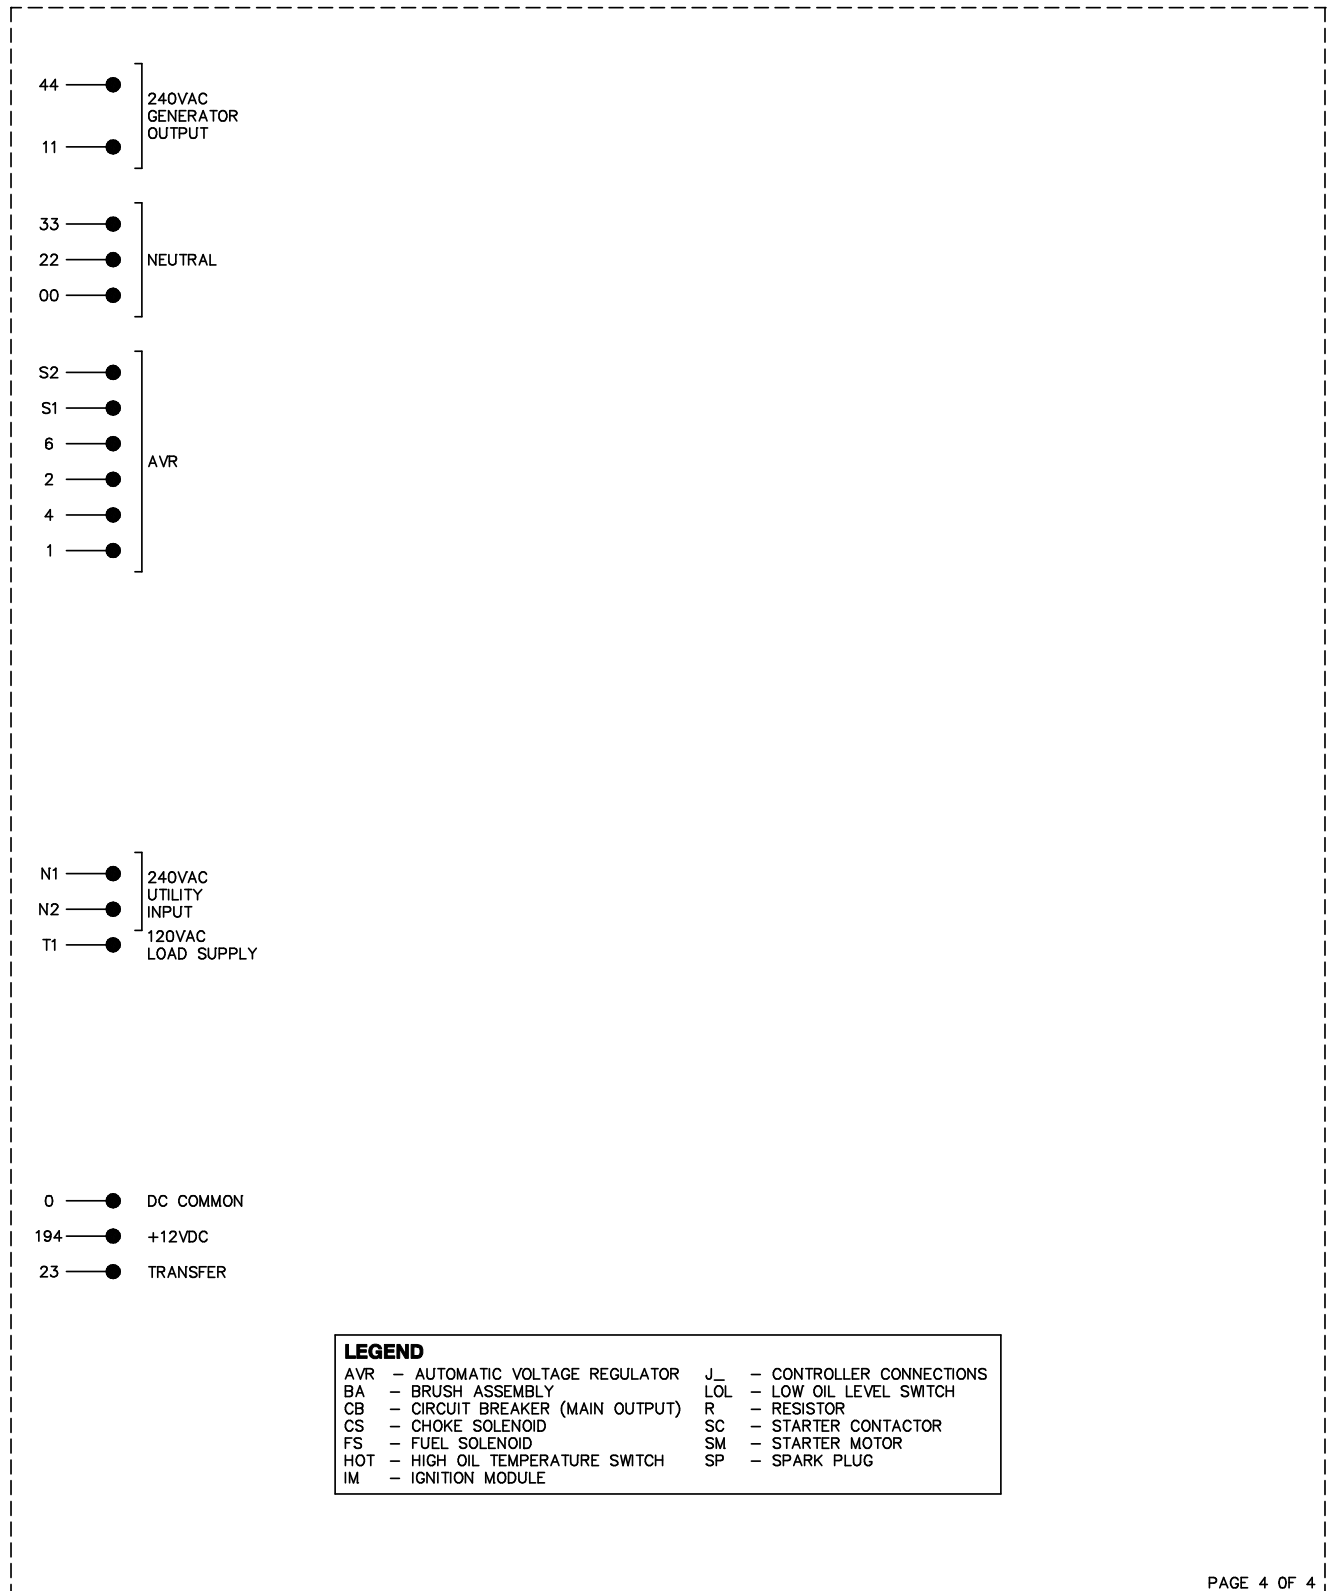 44
11
240VAC
GENERATOR
OUTPUT
33
22
00
NEUTRAL
S2
S1
6
2
4
1
AVR
N1
N2
240VAC
UTILITY
INPUT
T1
120VAC
LOAD SUPPLY
0 DC COMMON
194 +12VDC
23 TRANSFER
LEGEND
AVR – AUTOMATIC VOLTAGE REGULATOR
BA – BRUSH ASSEMBLY
CB – CIRCUIT BREAKER (MAIN OUTPUT)
CS – CHOKE SOLENOID
FS – FUEL SOLENOID
HOT – HIGH OIL TEMPERATURE SWITCH
IM – IGNITION MODULE
J_ – CONTROLLER CONNECTIONS
LOL – LOW OIL LEVEL SWITCH
R – RESISTOR
SC – STARTER CONTACTOR
SM – STARTER MOTOR
SP – SPARK PLUG
PAGE 4 OF 4